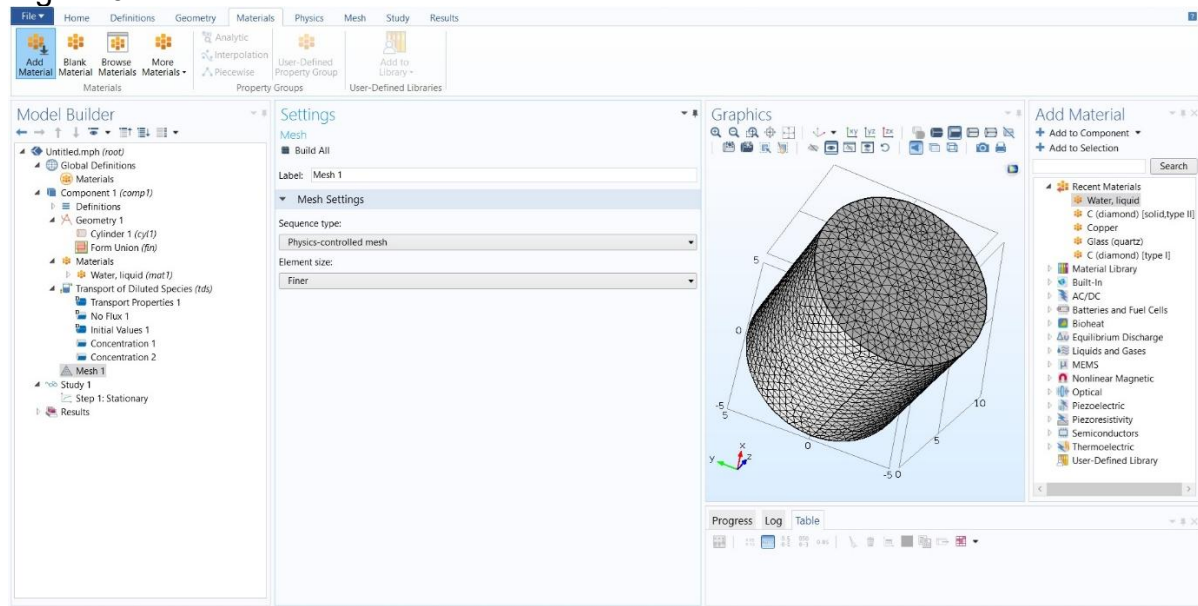 File Home Definitions Geometry Materials Physics Mesh Study Results
Add Material
Blank Material
Browse Materials
More Materials
Analytic
Interpolation
Piecewise
User-Defined Property Group
Add to Library
Materials
Property Groups
User-Defined Libraries
Model Builder
Untitled.mph (root)
Global Definitions
Materials
Component 1 (comp1)
Definitions
Geometry 1
Cylinder 1 (cyl1)
Form Union (fin)
Materials
Water, liquid (mat1)
Transport of Diluted Species (tds)
Transport Properties 1
No Flux 1
Initial Values 1
Concentration 1
Concentration 2
Mesh 1
Study 1
Step 1: Stationary
Results
Settings
Mesh
Build All
Label: Mesh 1
Mesh Settings
Sequence type:
Physics-controlled mesh
Element size:
Finer
Graphics
xy yz zx
5
0
-5
5
0
-5 0
5
10
x
y z
Progress Log Table
Add Material
+ Add to Component
+ Add to Selection
Search
Recent Materials
Water, liquid
C (diamond) [solid,type II]
Copper
Glass (quartz)
C (diamond) [type I]
Material Library
Built-In
AC/DC
Batteries and Fuel Cells
Bioheat
Equilibrium Discharge
Liquids and Gases
MEMS
Nonlinear Magnetic
Optical
Piezoelectric
Piezoresistivity
Semiconductors
Thermoelectric
User-Defined Library